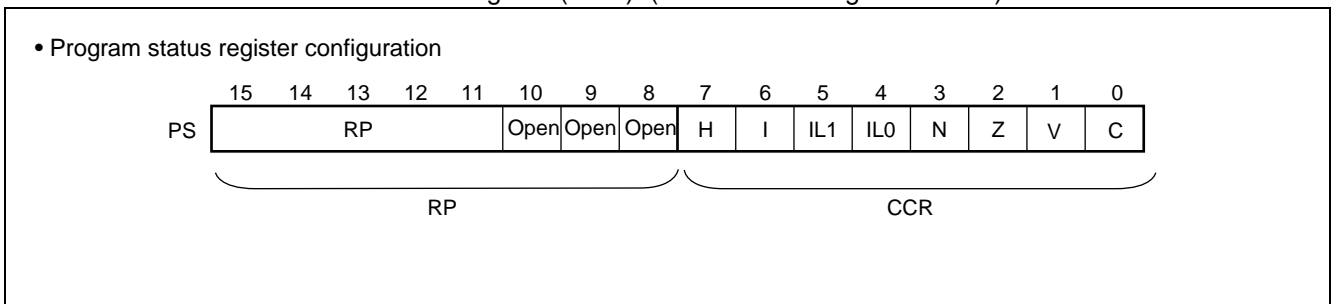 • Program status register configuration
15 14 13 12 11 10 9 8 7 6 5 4 3 2 1 0
PS RP Open Open Open H I IL1 IL0 N Z V C
RP CCR